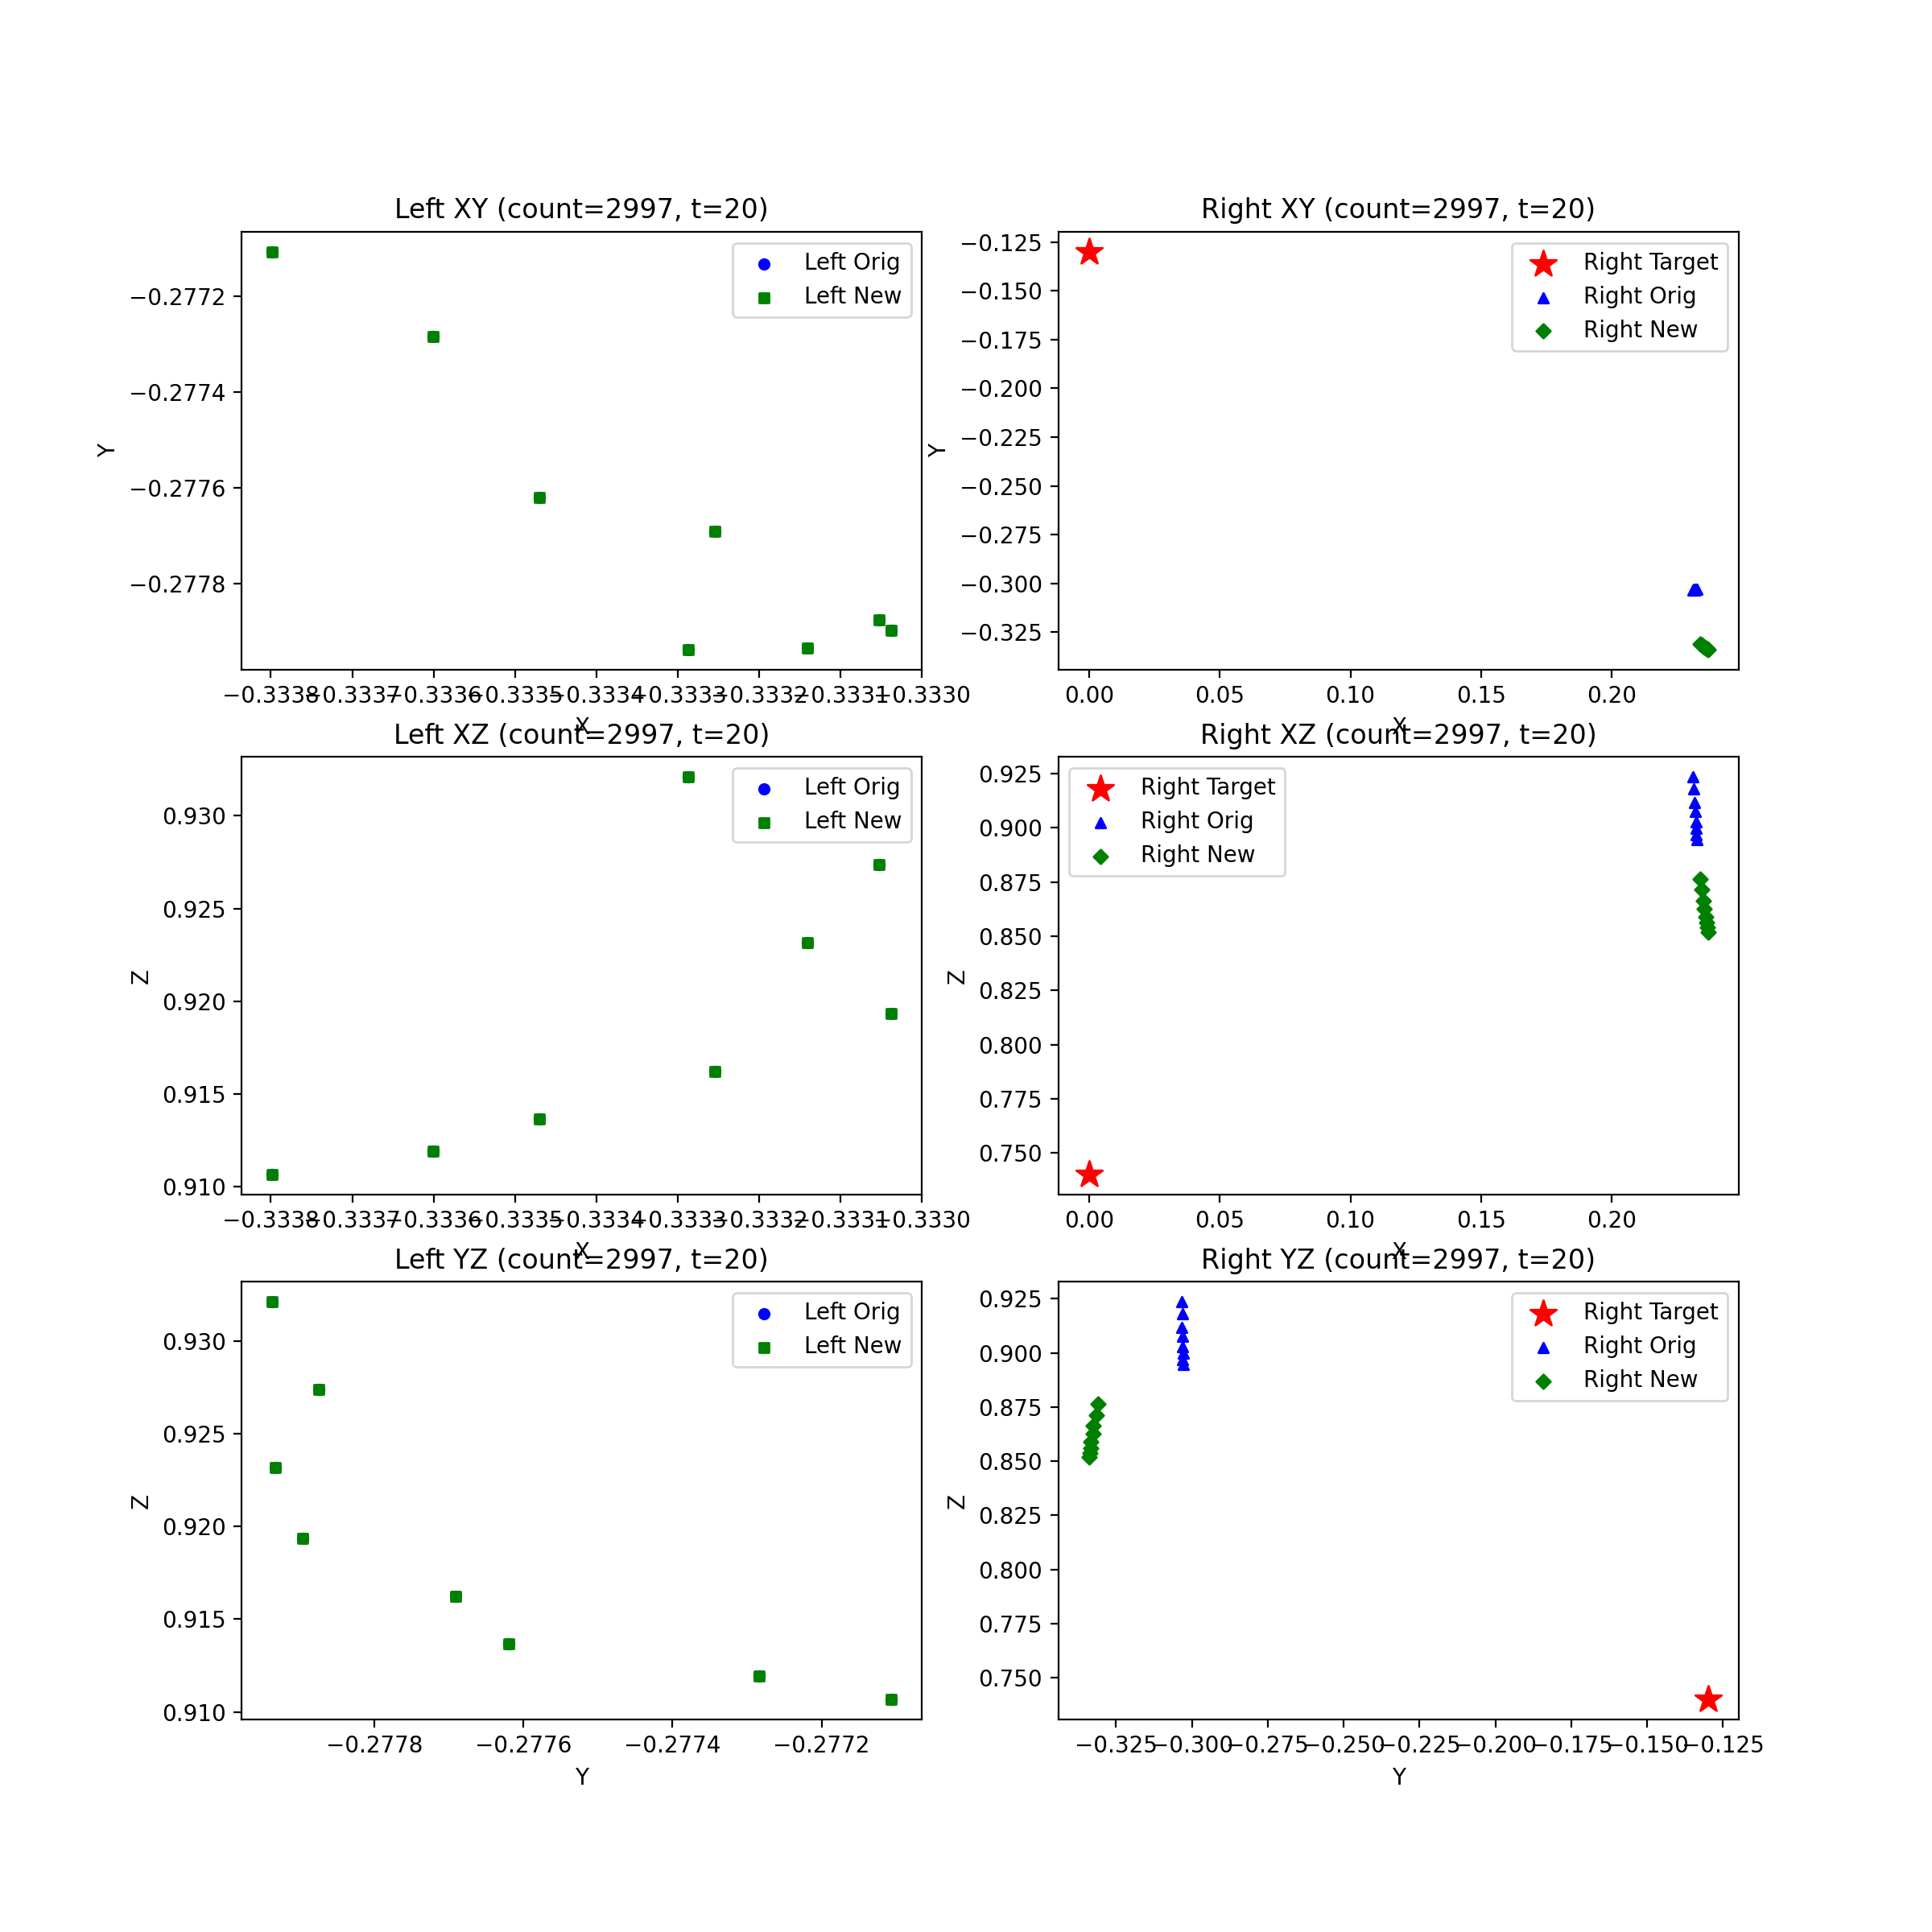 Left XY (count=2997, t=20)
Left Orig
Left New
−0.2772
−0.2774
−0.2776
−0.2778
Y
−0.3338 −0.3337 −0.3336 −0.3335 −0.3334 −0.3333 −0.3332 −0.3331 −0.3330
X
Right XY (count=2997, t=20)
Right Target
Right Orig
Right New
−0.125
−0.150
−0.175
−0.200
−0.225
−0.250
−0.275
−0.300
−0.325
Y
0.00 0.05 0.10 0.15 0.20
X
Left XZ (count=2997, t=20)
Left Orig
Left New
0.930
0.925
0.920
0.915
0.910
Z
−0.3338 −0.3337 −0.3336 −0.3335 −0.3334 −0.3333 −0.3332 −0.3331 −0.3330
X
Right XZ (count=2997, t=20)
Right Target
Right Orig
Right New
0.925
0.900
0.875
0.850
0.825
0.800
0.775
0.750
Z
0.00 0.05 0.10 0.15 0.20
X
Left YZ (count=2997, t=20)
Left Orig
Left New
0.930
0.925
0.920
0.915
0.910
Z
−0.2778 −0.2776 −0.2774 −0.2772
Y
Right YZ (count=2997, t=20)
Right Target
Right Orig
Right New
0.925
0.900
0.875
0.850
0.825
0.800
0.775
0.750
Z
−0.325 −0.300 −0.275 −0.250 −0.225 −0.200 −0.175 −0.150 −0.125
Y